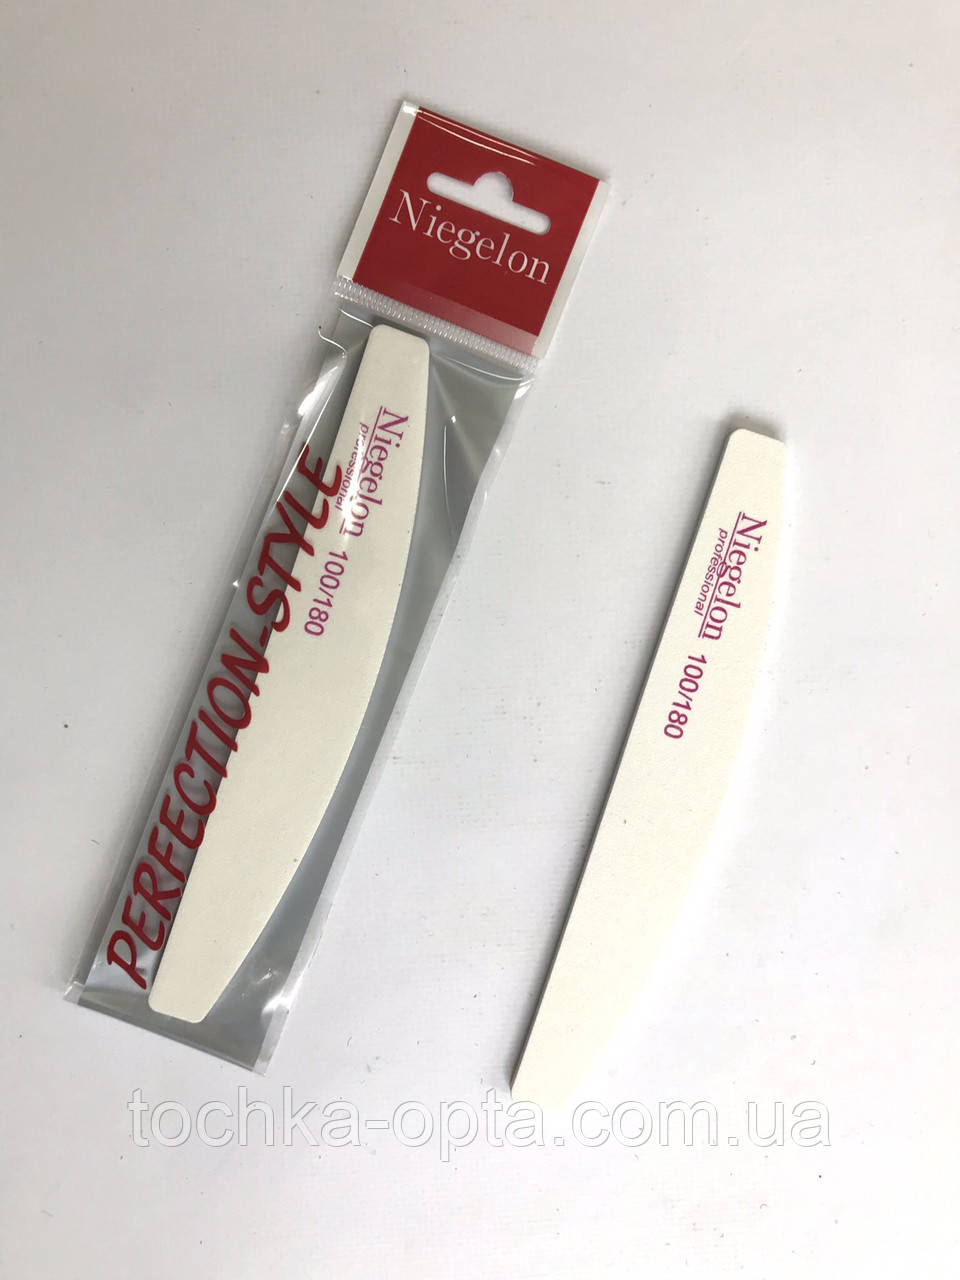 Niegelon
Niegelon
professional
100/180
PERFECTION-STYLE
Niegelon
professional
100/180
tochka-opta.com.ua